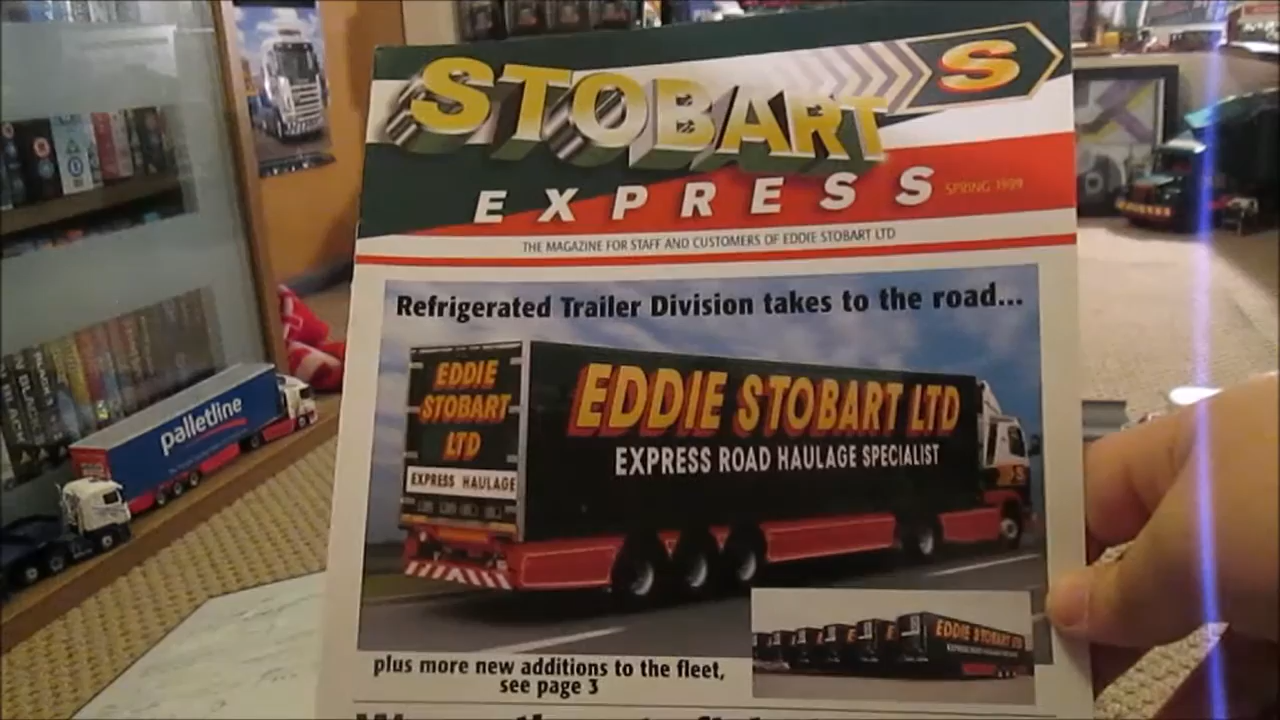 S
STOBART
EXPRESS
SPRING 1999
THE MAGAZINE FOR STAFF AND CUSTOMERS OF EDDIE STOBART LTD
Refrigerated Trailer Division takes to the road...
EDDIE
STOBART
LTD
EXPRESS HAULAGE
EDDIE STOBART LTD
EXPRESS ROAD HAULAGE SPECIALIST
S
EDDIE STOBART LTD
plus more new additions to the fleet,
see page 3
palletline